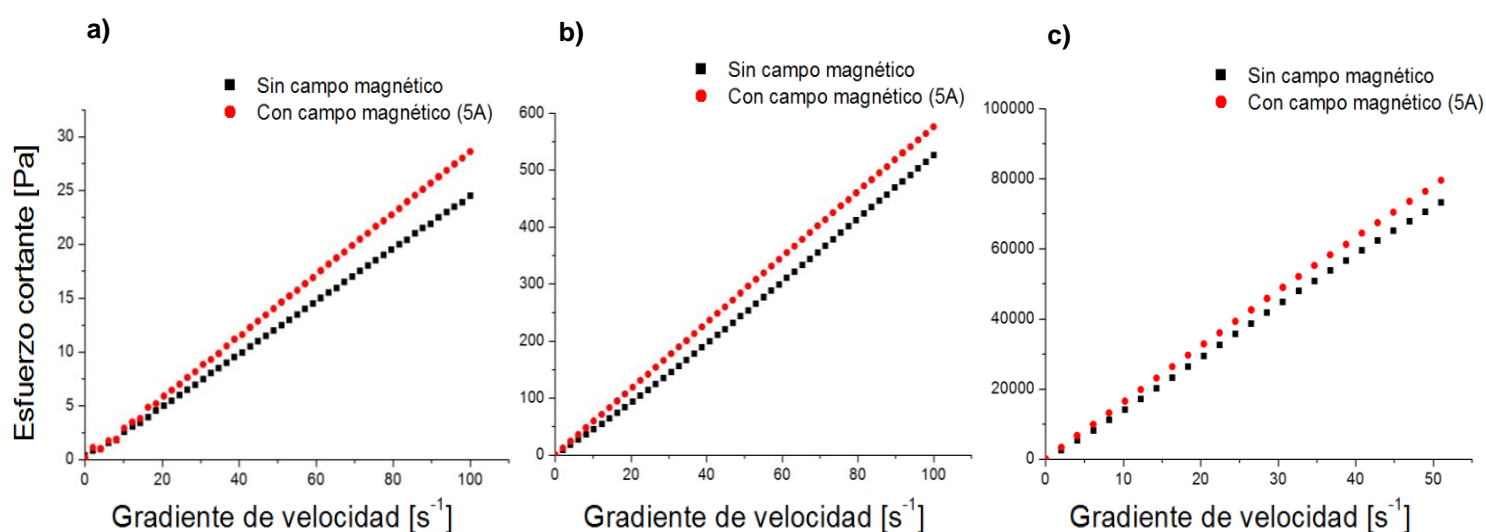 a)
Sin campo magnético
Con campo magnético (5A)
Esfuerzo cortante [Pa]
30
25
20
15
10
5
0
0 20 40 60 80 100
Gradiente de velocidad [s⁻¹]
b)
Sin campo magnético
Con campo magnético (5A)
600
500
400
300
200
100
0
0 20 40 60 80 100
Gradiente de velocidad [s⁻¹]
c)
Sin campo magnético
Con campo magnético (5A)
100000
80000
60000
40000
20000
0
0 10 20 30 40 50
Gradiente de velocidad [s⁻¹]